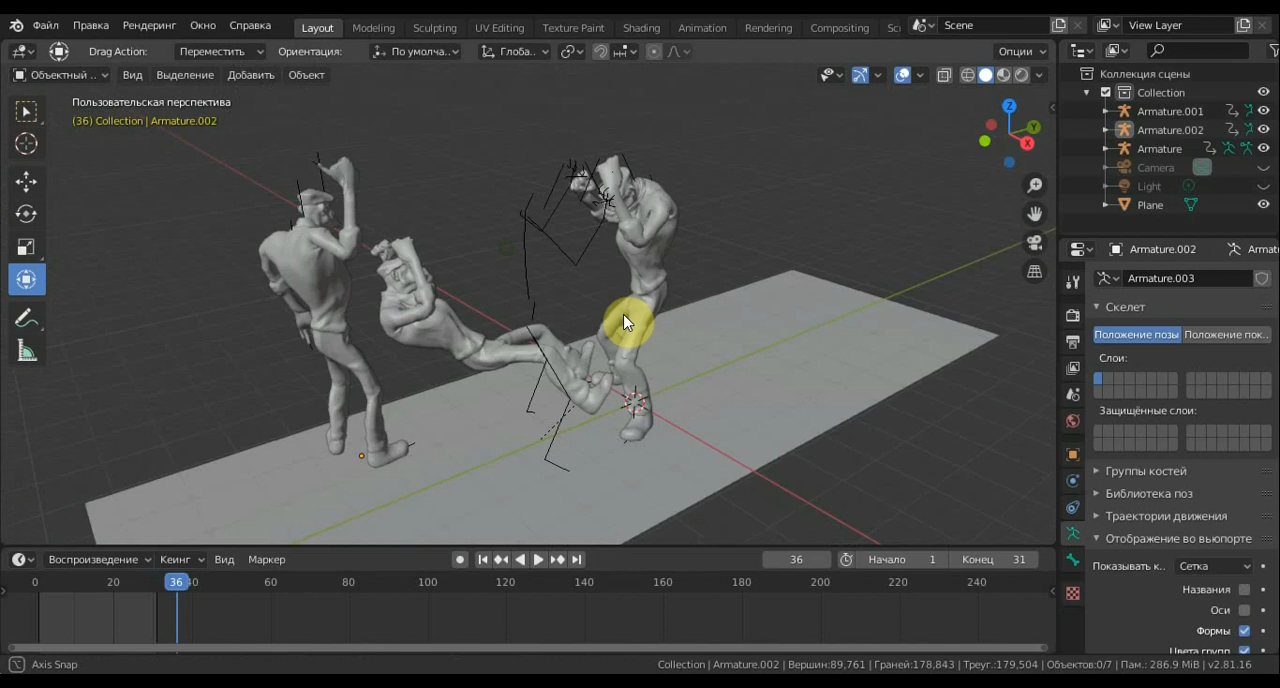 Файл Правка Рендеринг Окно Справка Layout Modeling Sculpting UV Editing Texture Paint Shading Animation Rendering Compositing Scene View Layer
Drag Action: Переместить Ориентация: По умолча.. Глоба.. Опции
Объектный .. Вид Выделение Добавить Объект
Коллекция сцены
Collection
Armature.001
Armature.002
Armature
Camera
Light
Plane
Пользовательская перспектива
(36) Collection | Armature.002
Z
Y
X
Armature.002 Armat
Armature.003
Скелет
Положение позы Положение пок..
Слои:
Защищённые слои:
Группы костей
Библиотека поз
Траектории движения
Отображение во вьюпорте
Показывать к.. Сетка
Названия
Оси
Формы
Цвета групп
Воспроизведение Кеинг Вид Маркер 36 Начало 1 Конец 31
0 20 36 40 60 80 100 120 140 160 180 200 220 240
Axis Snap Collection | Armature.002 | Вершин:89,761 | Граней:178,843 | Треуг.:179,504 | Объектов:0/7 | Пам.: 286.9 MiB | v2.81.16